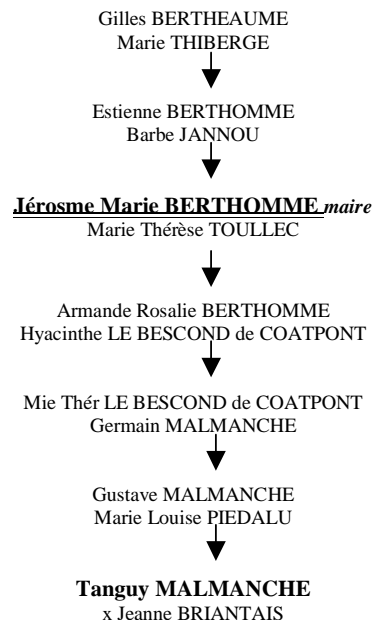 Gilles BERTHEAUME
Marie THIBERGE
Estienne BERTHOMME
Barbe JANNOU
Jérosme Marie BERTHOMME maire
Marie Thérèse TOULLEC
Armande Rosalie BERTHOMME
Hyacinthe LE BESCOND de COATPONT
Mie Thér LE BESCOND de COATPONT
Germain MALMANCHE
Gustave MALMANCHE
Marie Louise PIEDALU
Tanguy MALMANCHE
x Jeanne BRIANTAIS